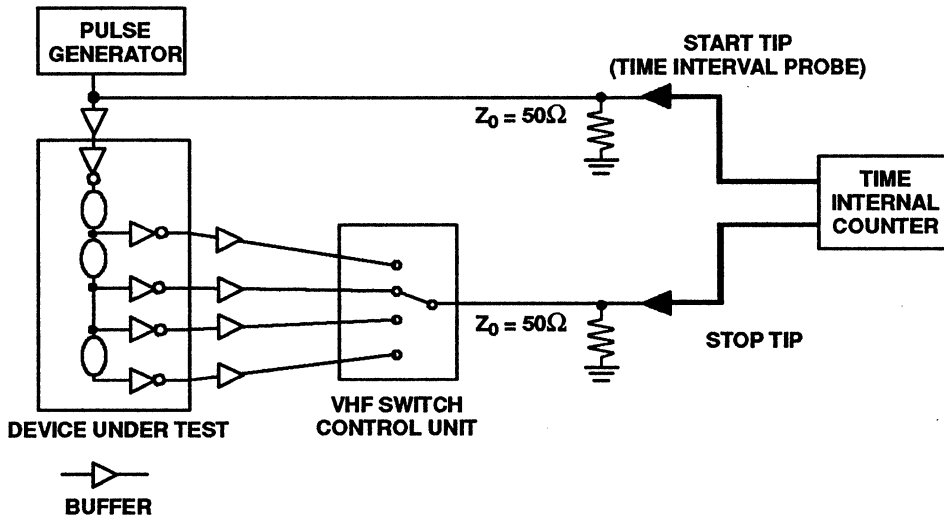 PULSE
GENERATOR
START TIP
(TIME INTERVAL PROBE)
Z0 = 50Ω
TIME
INTERNAL
COUNTER
Z0 = 50Ω
STOP TIP
VHF SWITCH
CONTROL UNIT
DEVICE UNDER TEST
BUFFER